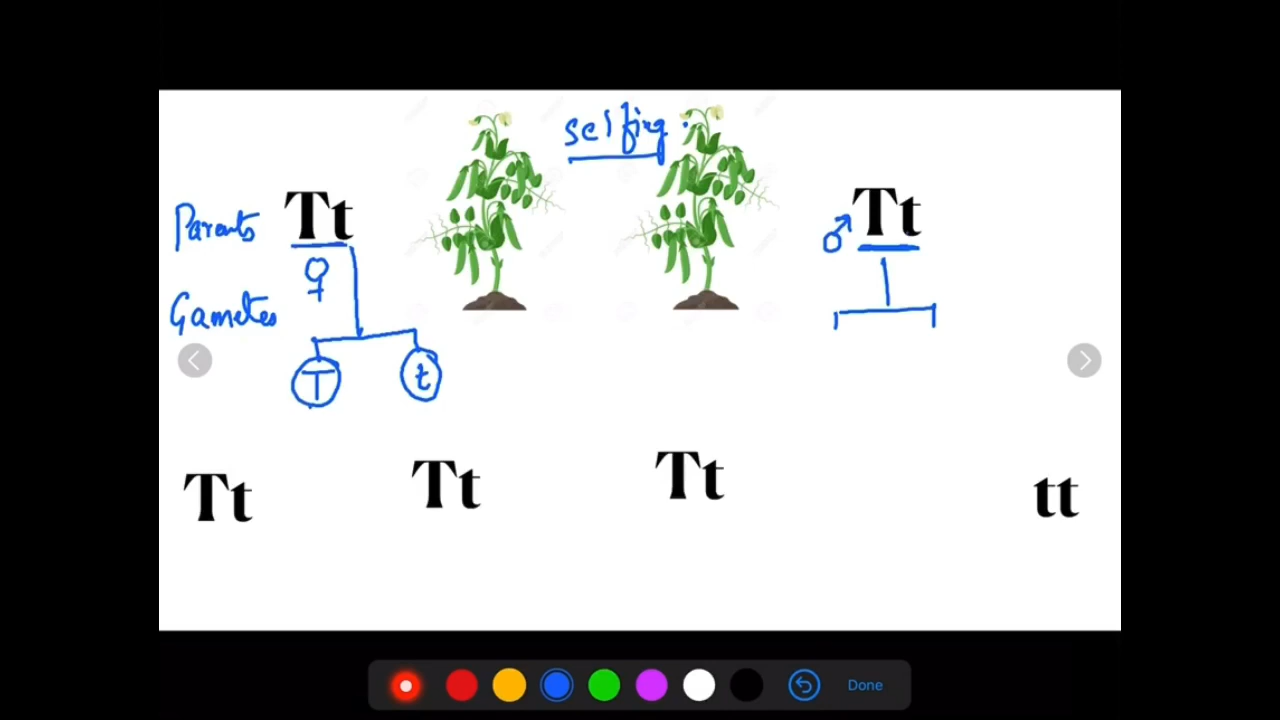 selfing.
Parents Tt Tt
♀ ♂
Gametes
T t
Tt Tt Tt tt
Done